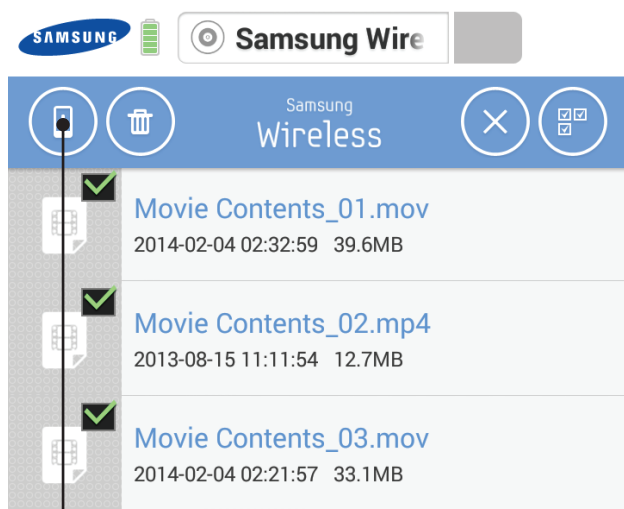 SAMSUNG
Samsung Wire
Samsung
Wireless
Movie Contents_01.mov
2014-02-04 02:32:59 39.6MB
Movie Contents_02.mp4
2013-08-15 11:11:54 12.7MB
Movie Contents_03.mov
2014-02-04 02:21:57 33.1MB